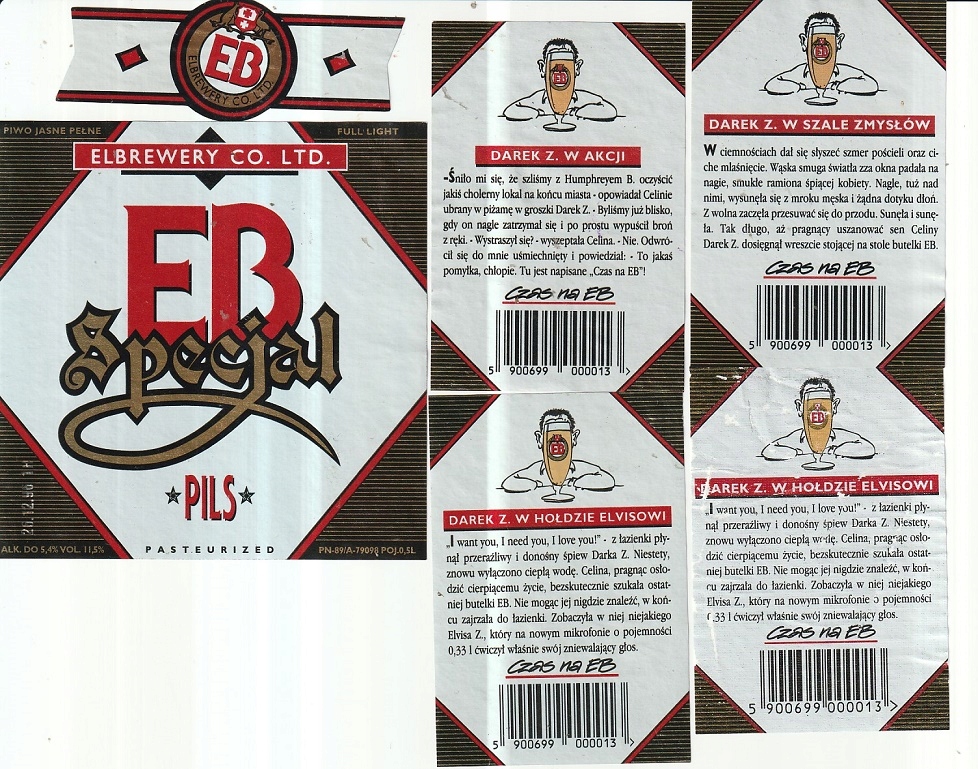 EB
ELBREWERY CO. LTD.
PIWO JASNE PEŁNE
FULL LIGHT
ELBREWERY CO. LTD.
EB
Specjal
PILS
ALK. DO 5,4% VOL. 11,5%
PASTEURIZED
PN-89/A-79098 POJ.0,5L
EB
DAREK Z. W AKCJI
-Śniło mi się, że szliśmy z Humphreyem B. oczyścić
jakiś cholerny lokal na końcu miasta - opowiadał Celinie
ubrany w piżamę w groszki Darek Z. - Byliśmy już blisko,
gdy on nagle zatrzymał się i po prostu wypuścił broń
z ręki. - Wystraszył się? - wyszeptała Celina. - Nie. Odwró-
cił się do mnie uśmiechnięty i powiedział: - To jakaś
pomyłka, chłopie. Tu jest napisane „Czas na EB"!
Czas na EB
5 900699 000013 >
EB
DAREK Z. W SZALE ZMYSŁÓW
W ciemnościach dał się słyszeć szmer pościeli oraz ci-
che mlaśnięcie. Wąska smuga światła zza okna padała na
nagie, smukłe ramiona śpiącej kobiety. Nagle, tuż nad
nimi, wysunęła się z mroku męska i żądna dotyku dłoń.
Z wolna zaczęła przesuwać się do przodu. Sunęła i sunę-
ła. Tak długo, aż pragnący uszanować sen Celiny
Darek Z. dosięgnął wreszcie stojącej na stole butelki EB.
Czas na EB
5 900699 000013 >
EB
DAREK Z. W HOŁDZIE ELVISOWI
„I want you, I need you, I love you!" - z łazienki pły-
nął przeraźliwy i donośny śpiew Darka Z. Niestety,
znowu wyłączono ciepłą wodę. Celina, pragnąc osło-
dzić cierpiącemu życie, bezskutecznie szukała ostat-
niej butelki EB. Nie mogąc jej nigdzie znaleźć, w koń-
cu zajrzała do łazienki. Zobaczyła w niej niejakiego
Elvisa Z., który na nowym mikrofonie o pojemności
0,33 l ćwiczył właśnie swój zniewalający głos.
Czas na EB
5 900699 000013 >
EB
DAREK Z. W HOŁDZIE ELVISOWI
„I want you, I need you, I love you!" - z łazienki pły-
nął przeraźliwy i donośny śpiew Darka Z. Niestety,
znowu wyłączono ciepłą wodę. Celina, pragnąc osło-
dzić cierpiącemu życie, bezskutecznie szukała ostat-
niej butelki EB. Nie mogąc jej nigdzie znaleźć, w koń-
cu zajrzała do łazienki. Zobaczyła w niej niejakiego
Elvisa Z., który na nowym mikrofonie o pojemności
0,33 l ćwiczył właśnie swój zniewalający głos.
Czas na EB
5 900699 000013 >